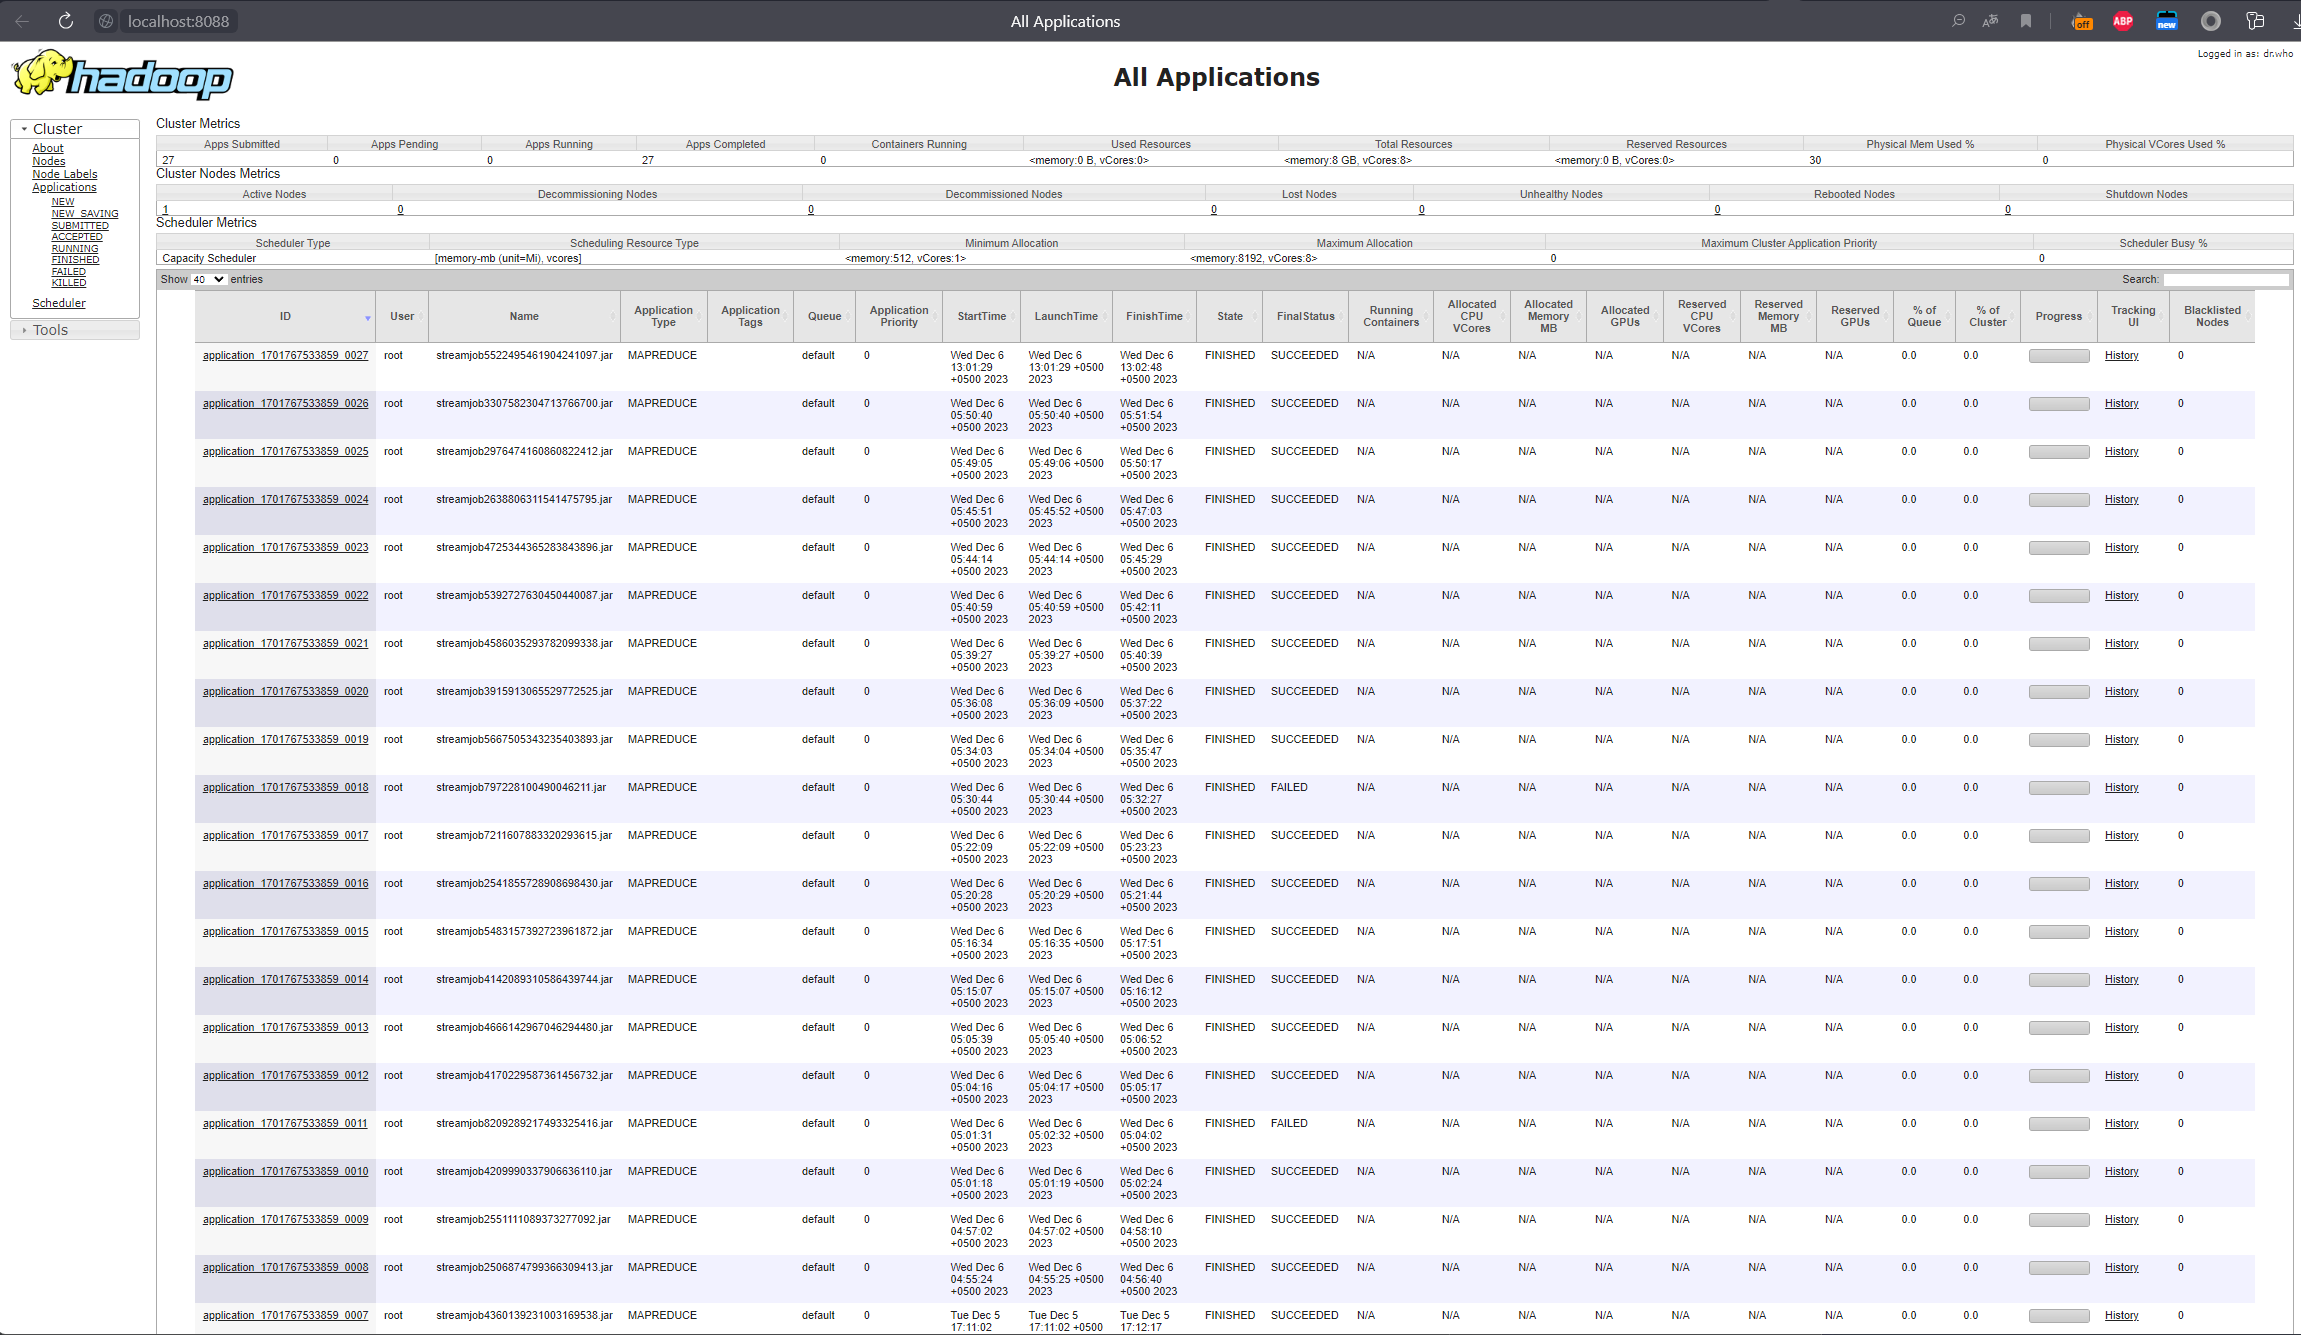 localhost:8088
All Applications
off
ABP
new
Logged in as: dr.who
hadoop
All Applications
Cluster
About
Nodes
Node Labels
Applications
NEW
NEW_SAVING
SUBMITTED
ACCEPTED
RUNNING
FINISHED
FAILED
KILLED
Scheduler
Tools
Cluster Metrics
Apps Submitted Apps Pending Apps Running Apps Completed Containers Running Used Resources Total Resources Reserved Resources Physical Mem Used % Physical VCores Used %
27 0 0 27 0 <memory:0 B, vCores:0> <memory:8 GB, vCores:8> <memory:0 B, vCores:0> 30 0
Cluster Nodes Metrics
Active Nodes Decommissioning Nodes Decommissioned Nodes Lost Nodes Unhealthy Nodes Rebooted Nodes Shutdown Nodes
1 0 0 0 0 0 0
Scheduler Metrics
Scheduler Type Scheduling Resource Type Minimum Allocation Maximum Allocation Maximum Cluster Application Priority Scheduler Busy %
Capacity Scheduler [memory-mb (unit=Mi), vcores] <memory:512, vCores:1> <memory:8192, vCores:8> 0 0
Show 40 entries Search:
ID User Name Application Type Application Tags Queue Application Priority StartTime LaunchTime FinishTime State FinalStatus Running Containers Allocated CPU VCores Allocated Memory MB Allocated GPUs Reserved CPU VCores Reserved Memory MB Reserved GPUs % of Queue % of Cluster Progress Tracking UI Blacklisted Nodes
application_1701767533859_0027 root streamjob5522495461904241097.jar MAPREDUCE default 0 Wed Dec 6 13:01:29 +0500 2023 Wed Dec 6 13:01:29 +0500 2023 Wed Dec 6 13:02:48 +0500 2023 FINISHED SUCCEEDED N/A N/A N/A N/A N/A N/A N/A 0.0 0.0 History 0
application_1701767533859_0026 root streamjob3307582304713766700.jar MAPREDUCE default 0 Wed Dec 6 05:50:40 +0500 2023 Wed Dec 6 05:50:40 +0500 2023 Wed Dec 6 05:51:54 +0500 2023 FINISHED SUCCEEDED N/A N/A N/A N/A N/A N/A N/A 0.0 0.0 History 0
application_1701767533859_0025 root streamjob2976474160860822412.jar MAPREDUCE default 0 Wed Dec 6 05:49:05 +0500 2023 Wed Dec 6 05:49:06 +0500 2023 Wed Dec 6 05:50:17 +0500 2023 FINISHED SUCCEEDED N/A N/A N/A N/A N/A N/A N/A 0.0 0.0 History 0
application_1701767533859_0024 root streamjob2638806311541475795.jar MAPREDUCE default 0 Wed Dec 6 05:45:51 +0500 2023 Wed Dec 6 05:45:52 +0500 2023 Wed Dec 6 05:47:03 +0500 2023 FINISHED SUCCEEDED N/A N/A N/A N/A N/A N/A N/A 0.0 0.0 History 0
application_1701767533859_0023 root streamjob4725344365283843896.jar MAPREDUCE default 0 Wed Dec 6 05:44:14 +0500 2023 Wed Dec 6 05:44:14 +0500 2023 Wed Dec 6 05:45:29 +0500 2023 FINISHED SUCCEEDED N/A N/A N/A N/A N/A N/A N/A 0.0 0.0 History 0
application_1701767533859_0022 root streamjob5392727630450440087.jar MAPREDUCE default 0 Wed Dec 6 05:40:59 +0500 2023 Wed Dec 6 05:40:59 +0500 2023 Wed Dec 6 05:42:11 +0500 2023 FINISHED SUCCEEDED N/A N/A N/A N/A N/A N/A N/A 0.0 0.0 History 0
application_1701767533859_0021 root streamjob4586035293782099338.jar MAPREDUCE default 0 Wed Dec 6 05:39:27 +0500 2023 Wed Dec 6 05:39:27 +0500 2023 Wed Dec 6 05:40:39 +0500 2023 FINISHED SUCCEEDED N/A N/A N/A N/A N/A N/A N/A 0.0 0.0 History 0
application_1701767533859_0020 root streamjob3915913065529772525.jar MAPREDUCE default 0 Wed Dec 6 05:36:08 +0500 2023 Wed Dec 6 05:36:09 +0500 2023 Wed Dec 6 05:37:22 +0500 2023 FINISHED SUCCEEDED N/A N/A N/A N/A N/A N/A N/A 0.0 0.0 History 0
application_1701767533859_0019 root streamjob5667505343235403893.jar MAPREDUCE default 0 Wed Dec 6 05:34:03 +0500 2023 Wed Dec 6 05:34:04 +0500 2023 Wed Dec 6 05:35:47 +0500 2023 FINISHED SUCCEEDED N/A N/A N/A N/A N/A N/A N/A 0.0 0.0 History 0
application_1701767533859_0018 root streamjob797228100490046211.jar MAPREDUCE default 0 Wed Dec 6 05:30:44 +0500 2023 Wed Dec 6 05:30:44 +0500 2023 Wed Dec 6 05:32:27 +0500 2023 FINISHED FAILED N/A N/A N/A N/A N/A N/A N/A 0.0 0.0 History 0
application_1701767533859_0017 root streamjob7211607883320293615.jar MAPREDUCE default 0 Wed Dec 6 05:22:09 +0500 2023 Wed Dec 6 05:22:09 +0500 2023 Wed Dec 6 05:23:23 +0500 2023 FINISHED SUCCEEDED N/A N/A N/A N/A N/A N/A N/A 0.0 0.0 History 0
application_1701767533859_0016 root streamjob2541855728908698430.jar MAPREDUCE default 0 Wed Dec 6 05:20:28 +0500 2023 Wed Dec 6 05:20:29 +0500 2023 Wed Dec 6 05:21:44 +0500 2023 FINISHED SUCCEEDED N/A N/A N/A N/A N/A N/A N/A 0.0 0.0 History 0
application_1701767533859_0015 root streamjob5483157392723961872.jar MAPREDUCE default 0 Wed Dec 6 05:16:34 +0500 2023 Wed Dec 6 05:16:35 +0500 2023 Wed Dec 6 05:17:51 +0500 2023 FINISHED SUCCEEDED N/A N/A N/A N/A N/A N/A N/A 0.0 0.0 History 0
application_1701767533859_0014 root streamjob4142089310586439744.jar MAPREDUCE default 0 Wed Dec 6 05:15:07 +0500 2023 Wed Dec 6 05:15:07 +0500 2023 Wed Dec 6 05:16:12 +0500 2023 FINISHED SUCCEEDED N/A N/A N/A N/A N/A N/A N/A 0.0 0.0 History 0
application_1701767533859_0013 root streamjob4666142967046294480.jar MAPREDUCE default 0 Wed Dec 6 05:05:39 +0500 2023 Wed Dec 6 05:05:40 +0500 2023 Wed Dec 6 05:06:52 +0500 2023 FINISHED SUCCEEDED N/A N/A N/A N/A N/A N/A N/A 0.0 0.0 History 0
application_1701767533859_0012 root streamjob4170229587361456732.jar MAPREDUCE default 0 Wed Dec 6 05:04:16 +0500 2023 Wed Dec 6 05:04:17 +0500 2023 Wed Dec 6 05:05:17 +0500 2023 FINISHED SUCCEEDED N/A N/A N/A N/A N/A N/A N/A 0.0 0.0 History 0
application_1701767533859_0011 root streamjob8209289217493325416.jar MAPREDUCE default 0 Wed Dec 6 05:01:31 +0500 2023 Wed Dec 6 05:02:32 +0500 2023 Wed Dec 6 05:04:02 +0500 2023 FINISHED FAILED N/A N/A N/A N/A N/A N/A N/A 0.0 0.0 History 0
application_1701767533859_0010 root streamjob4209990337906636110.jar MAPREDUCE default 0 Wed Dec 6 05:01:18 +0500 2023 Wed Dec 6 05:01:19 +0500 2023 Wed Dec 6 05:02:24 +0500 2023 FINISHED SUCCEEDED N/A N/A N/A N/A N/A N/A N/A 0.0 0.0 History 0
application_1701767533859_0009 root streamjob2551111089373277092.jar MAPREDUCE default 0 Wed Dec 6 04:57:02 +0500 2023 Wed Dec 6 04:57:02 +0500 2023 Wed Dec 6 04:58:10 +0500 2023 FINISHED SUCCEEDED N/A N/A N/A N/A N/A N/A N/A 0.0 0.0 History 0
application_1701767533859_0008 root streamjob2506874799366309413.jar MAPREDUCE default 0 Wed Dec 6 04:55:24 +0500 2023 Wed Dec 6 04:55:25 +0500 2023 Wed Dec 6 04:56:40 +0500 2023 FINISHED SUCCEEDED N/A N/A N/A N/A N/A N/A N/A 0.0 0.0 History 0
application_1701767533859_0007 root streamjob4360139231003169538.jar MAPREDUCE default 0 Tue Dec 5 17:11:02 Tue Dec 5 17:11:02 +0500 Tue Dec 5 17:12:17 FINISHED SUCCEEDED N/A N/A N/A N/A N/A N/A N/A 0.0 0.0 History 0